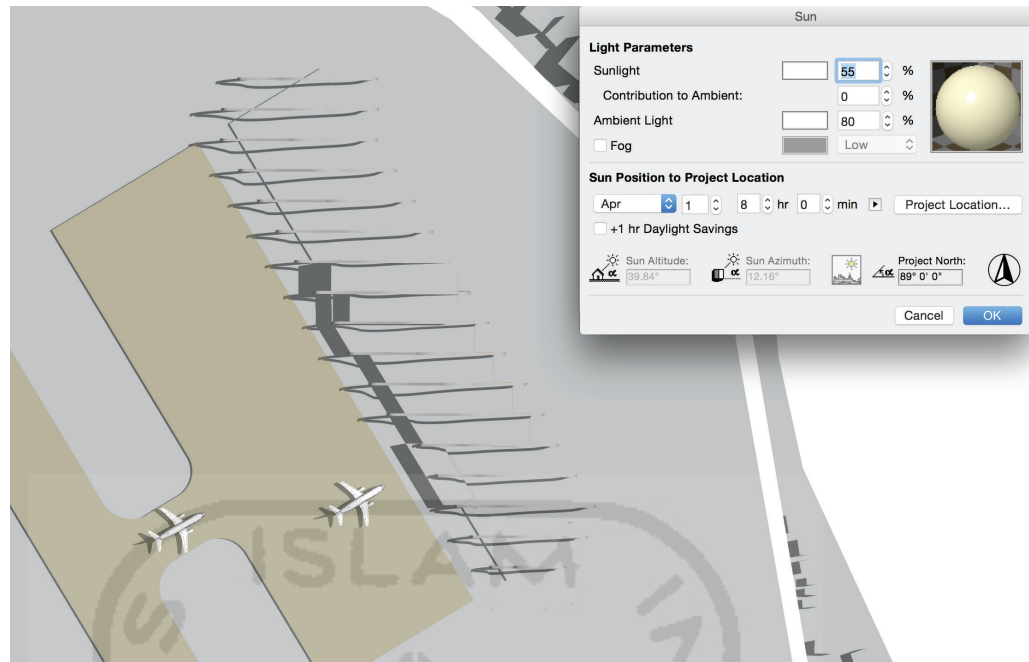 Sun
Light Parameters
Sunlight 55 %
Contribution to Ambient: 0 %
Ambient Light 80 %
Fog Low
Sun Position to Project Location
Apr 1 8 hr 0 min Project Location...
+1 hr Daylight Savings
Sun Altitude: Sun Azimuth: Project North:
α 39.84° α 12.16° α 89° 0' 0"
Cancel OK
ISLAM